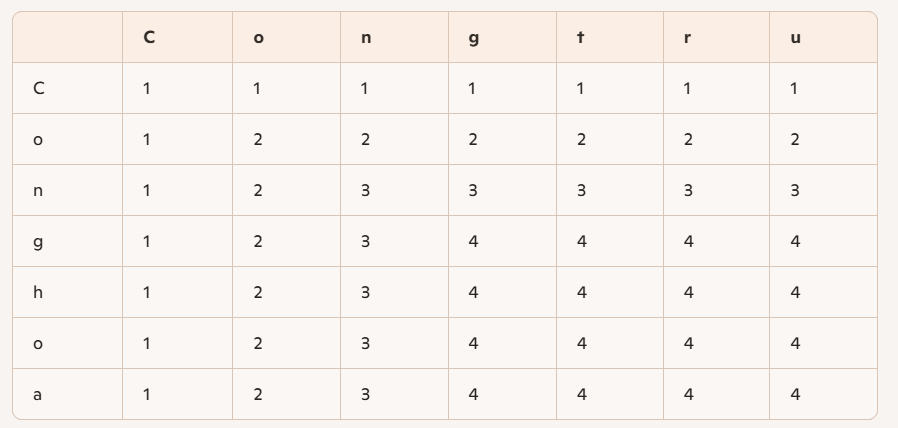 C o n g t r u
C 1 1 1 1 1 1 1
o 1 2 2 2 2 2 2
n 1 2 3 3 3 3 3
g 1 2 3 4 4 4 4
h 1 2 3 4 4 4 4
o 1 2 3 4 4 4 4
a 1 2 3 4 4 4 4